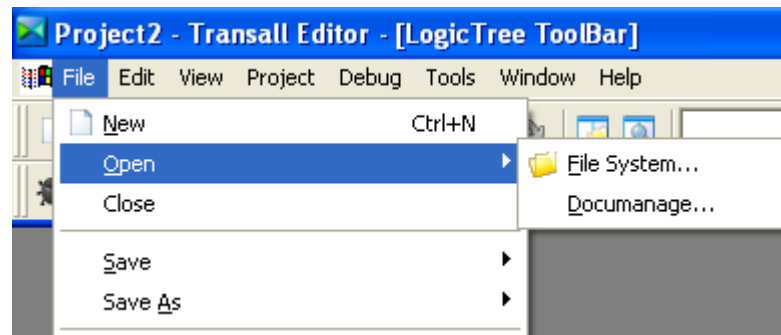 Project2 - Transall Editor - [LogicTree ToolBar]
File Edit View Project Debug Tools Window Help
New Ctrl+N
Open
File System...
Close
Documanage...
Save
Save As